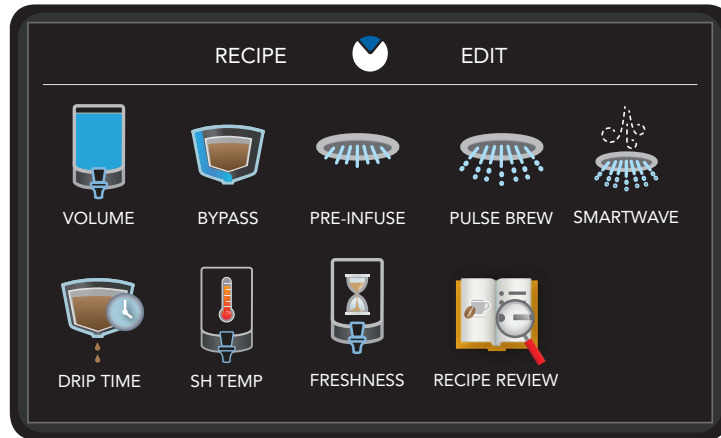 RECIPE EDIT
VOLUME BYPASS PRE-INFUSE PULSE BREW SMARTWAVE
DRIP TIME SH TEMP FRESHNESS RECIPE REVIEW